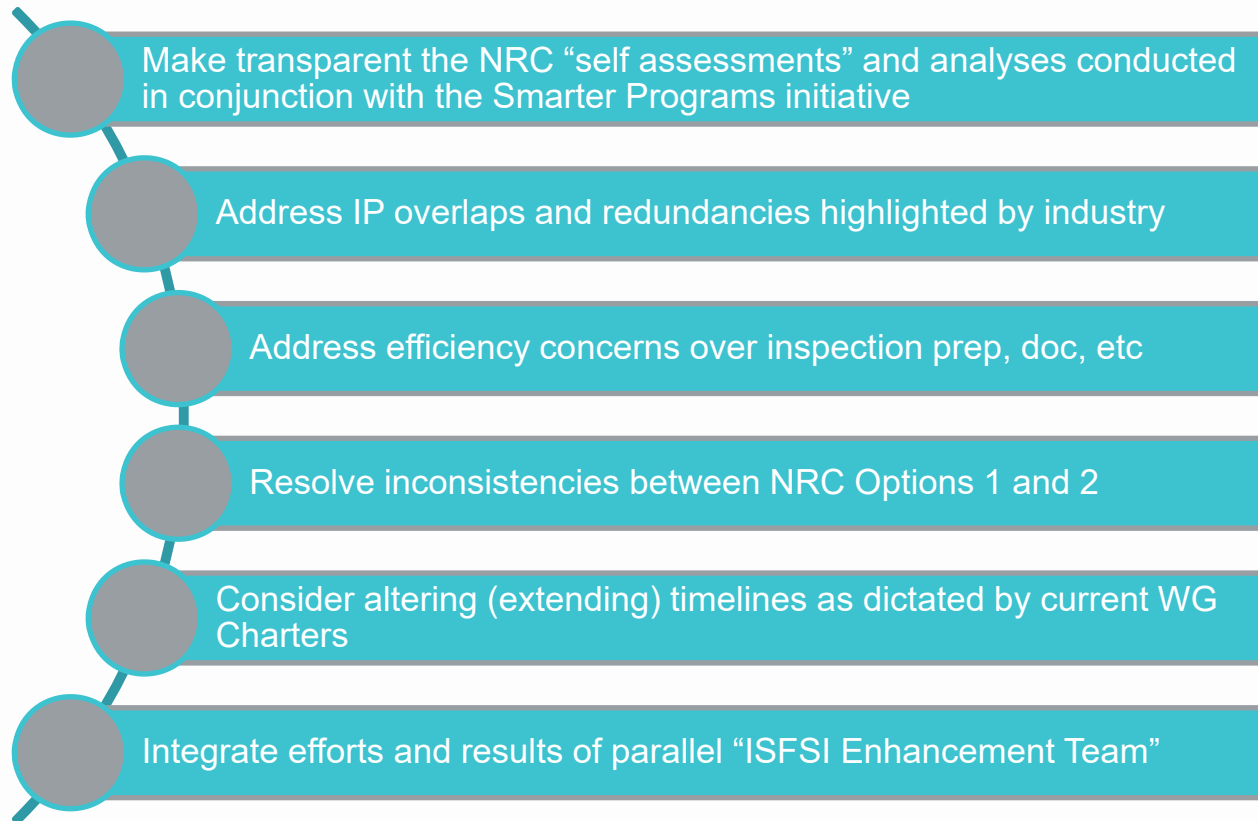 Make transparent the NRC “self assessments” and analyses conducted
in conjunction with the Smarter Programs initiative
Address IP overlaps and redundancies highlighted by industry
Address efficiency concerns over inspection prep, doc, etc
Resolve inconsistencies between NRC Options 1 and 2
Consider altering (extending) timelines as dictated by current WG
Charters
Integrate efforts and results of parallel “ISFSI Enhancement Team”